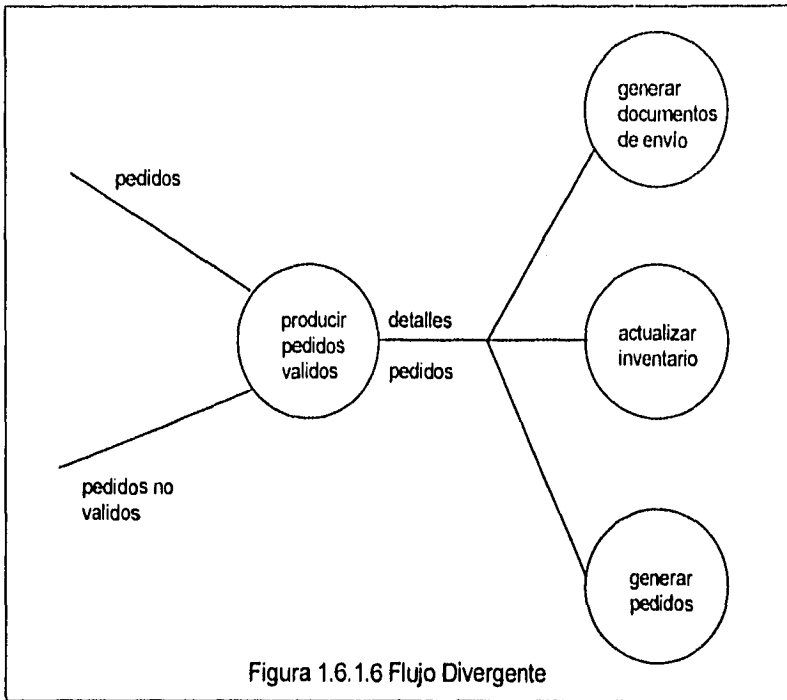 generar
documentos
de envío
pedidos
producir
pedidos
validos
detalles
pedidos
actualizar
inventario
pedidos no
validos
generar
pedidos
Figura 1.6.1.6 Flujo Divergente